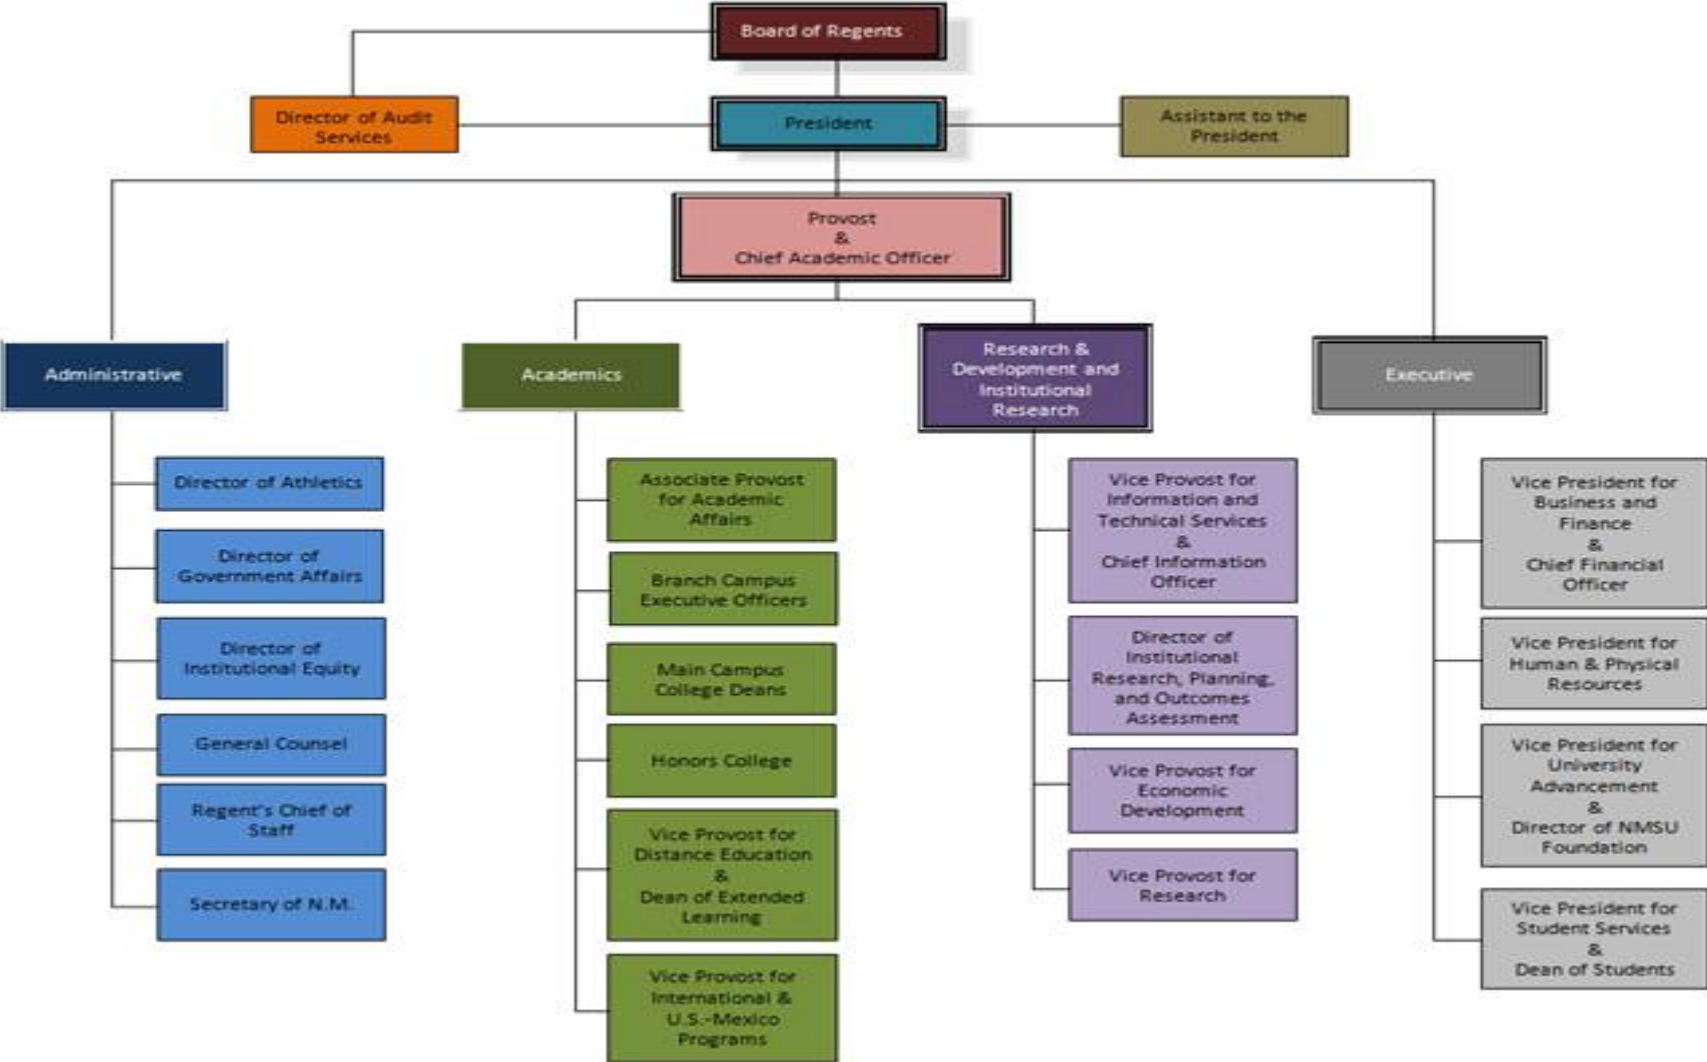 Board of Regents
Director of Audit
Services
President
Assistant to the
President
Provost
&
Chief Academic Officer
Administrative
Academics
Research &
Development and
Institutional
Research
Executive
Director of Athletics
Director of
Government Affairs
Director of
Institutional Equity
General Counsel
Regent's Chief of
Staff
Secretary of N.M.
Associate Provost
for Academic
Affairs
Branch Campus
Executive Officers
Main Campus
College Deans
Honors College
Vice Provost for
Distance Education
&
Dean of Extended
Learning
Vice Provost for
International &
U.S.-Mexico
Programs
Vice Provost for
Information and
Technical Services
&
Chief Information
Officer
Director of
Institutional
Research, Planning,
and Outcomes
Assessment
Vice Provost for
Economic
Development
Vice Provost for
Research
Vice President for
Business and
Finance
&
Chief Financial
Officer
Vice President for
Human & Physical
Resources
Vice President for
University
Advancement
&
Director of NMSU
Foundation
Vice President for
Student Services
&
Dean of Students